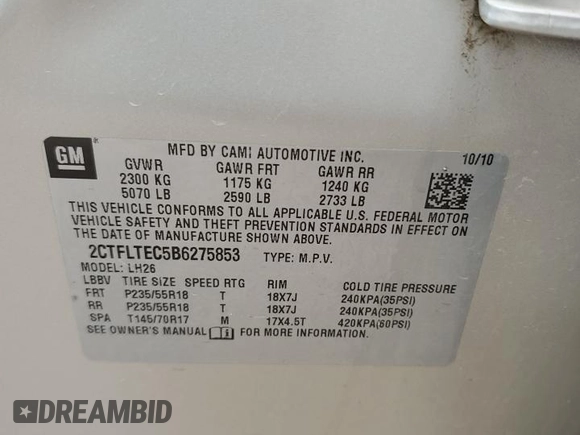 GM
MFD BY CAMI AUTOMOTIVE INC. 10/10
GVWR GAWR FRT GAWR RR
2300 KG 1175 KG 1240 KG
5070 LB 2590 LB 2733 LB
THIS VEHICLE CONFORMS TO ALL APPLICABLE U.S. FEDERAL MOTOR
VEHICLE SAFETY AND THEFT PREVENTION STANDARDS IN EFFECT ON
THE DATE OF MANUFACTURE SHOWN ABOVE.
2CTFLTEC5B6275853 TYPE: M.P.V.
MODEL: LH26
LBBV TIRE SIZE SPEED RTG RIM COLD TIRE PRESSURE
FRT P235/55R18 T 18X7J 240KPA(35PSI)
RR P235/55R18 T 18X7J 240KPA(35PSI)
SPA T145/70R17 M 17X4.5T 420KPA(60PSI)
SEE OWNER'S MANUAL FOR MORE INFORMATION.
DREAMBID